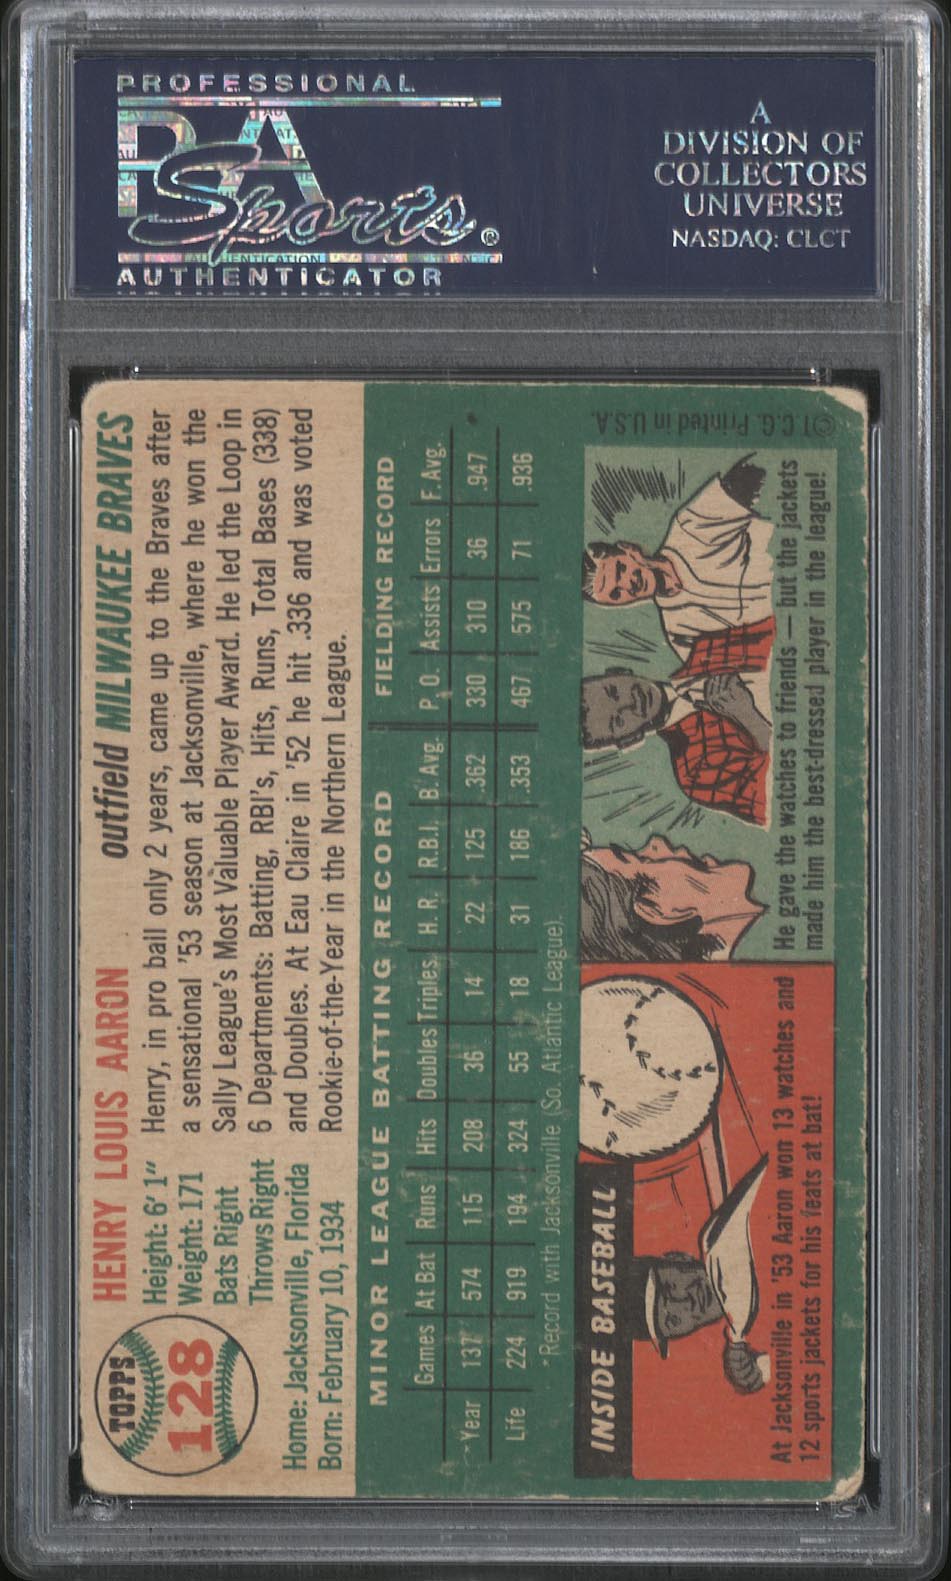 PROFESSIONAL
PSA
Sports®
AUTHENTICATOR
A
DIVISION OF
COLLECTORS
UNIVERSE
NASDAQ: CLCT
TOPPS
128
HENRY LOUIS AARON outfield MILWAUKEE BRAVES
Height: 6' 1"
Weight: 171
Bats Right
Throws Right
Home: Jacksonville, Florida
Born: February 10, 1934
Henry, in pro ball only 2 years, came up to the Braves after
a sensational '53 season at Jacksonville, where he won the
Sally League's Most Valuable Player Award. He led the Loop in
6 Departments: Batting, RBI's, Hits, Runs, Total Bases (338)
and Doubles. At Eau Claire in '52 he hit .336 and was voted
Rookie-of-the-Year in the Northern League.
MINOR LEAGUE BATTING RECORD FIELDING RECORD
Games At Bat Runs Hits Doubles Triples H. R. R.B.I. B. Avg. P. O. Assists Errors F. Avg.
*Year 137 574 115 208 36 14 22 125 .362 330 310 36 .947
Life 224 919 194 324 55 18 31 186 .353 467 575 71 .936
*Record with Jacksonville (So. Atlantic League).
INSIDE BASEBALL
At Jacksonville in '53 Aaron won 13 watches and
12 sports jackets for his feats at bat!
He gave the watches to friends — but the jackets
made him the best-dressed player in the league!
© T.C.G. Printed in U.S.A.